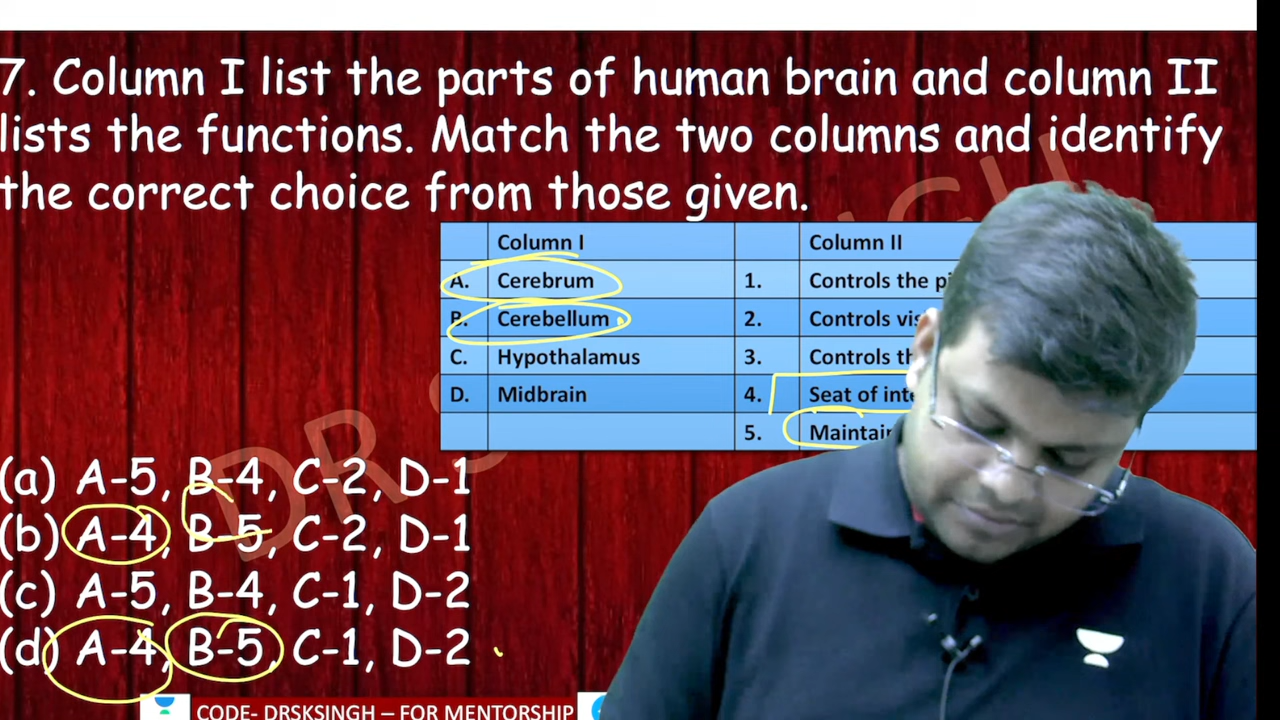 7. Column I list the parts of human brain and column II
lists the functions. Match the two columns and identify
the correct choice from those given.
Column I Column II
A. Cerebrum 1. Controls the
B. Cerebellum 2. Controls
C. Hypothalamus 3. Controls
D. Midbrain 4. Seat of
5.
(a) A-5, B-4, C-2, D-1
(b) A-4, B-5, C-2, D-1
(c) A-5, B-4, C-1, D-2
(d) A-4, B-5, C-1, D-2
CODE- DRSKSINGH – FOR MENTORSHIP